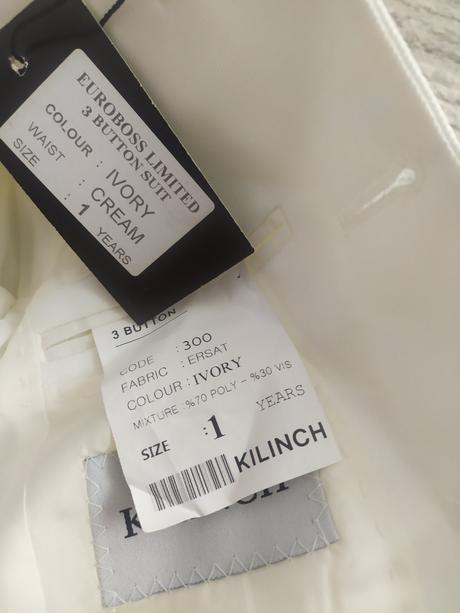 EUROBOSS LIMITED
3 BUTTON SUIT
COLOUR : IVORY
WAIST : CREAM
SIZE : 1 YEARS
3 BUTTON
CODE : 300
FABRIC : ERSAT
COLOUR : IVORY
MIXTURE : %70 POLY - %30 VIS
SIZE : 1 YEARS
KILINCH